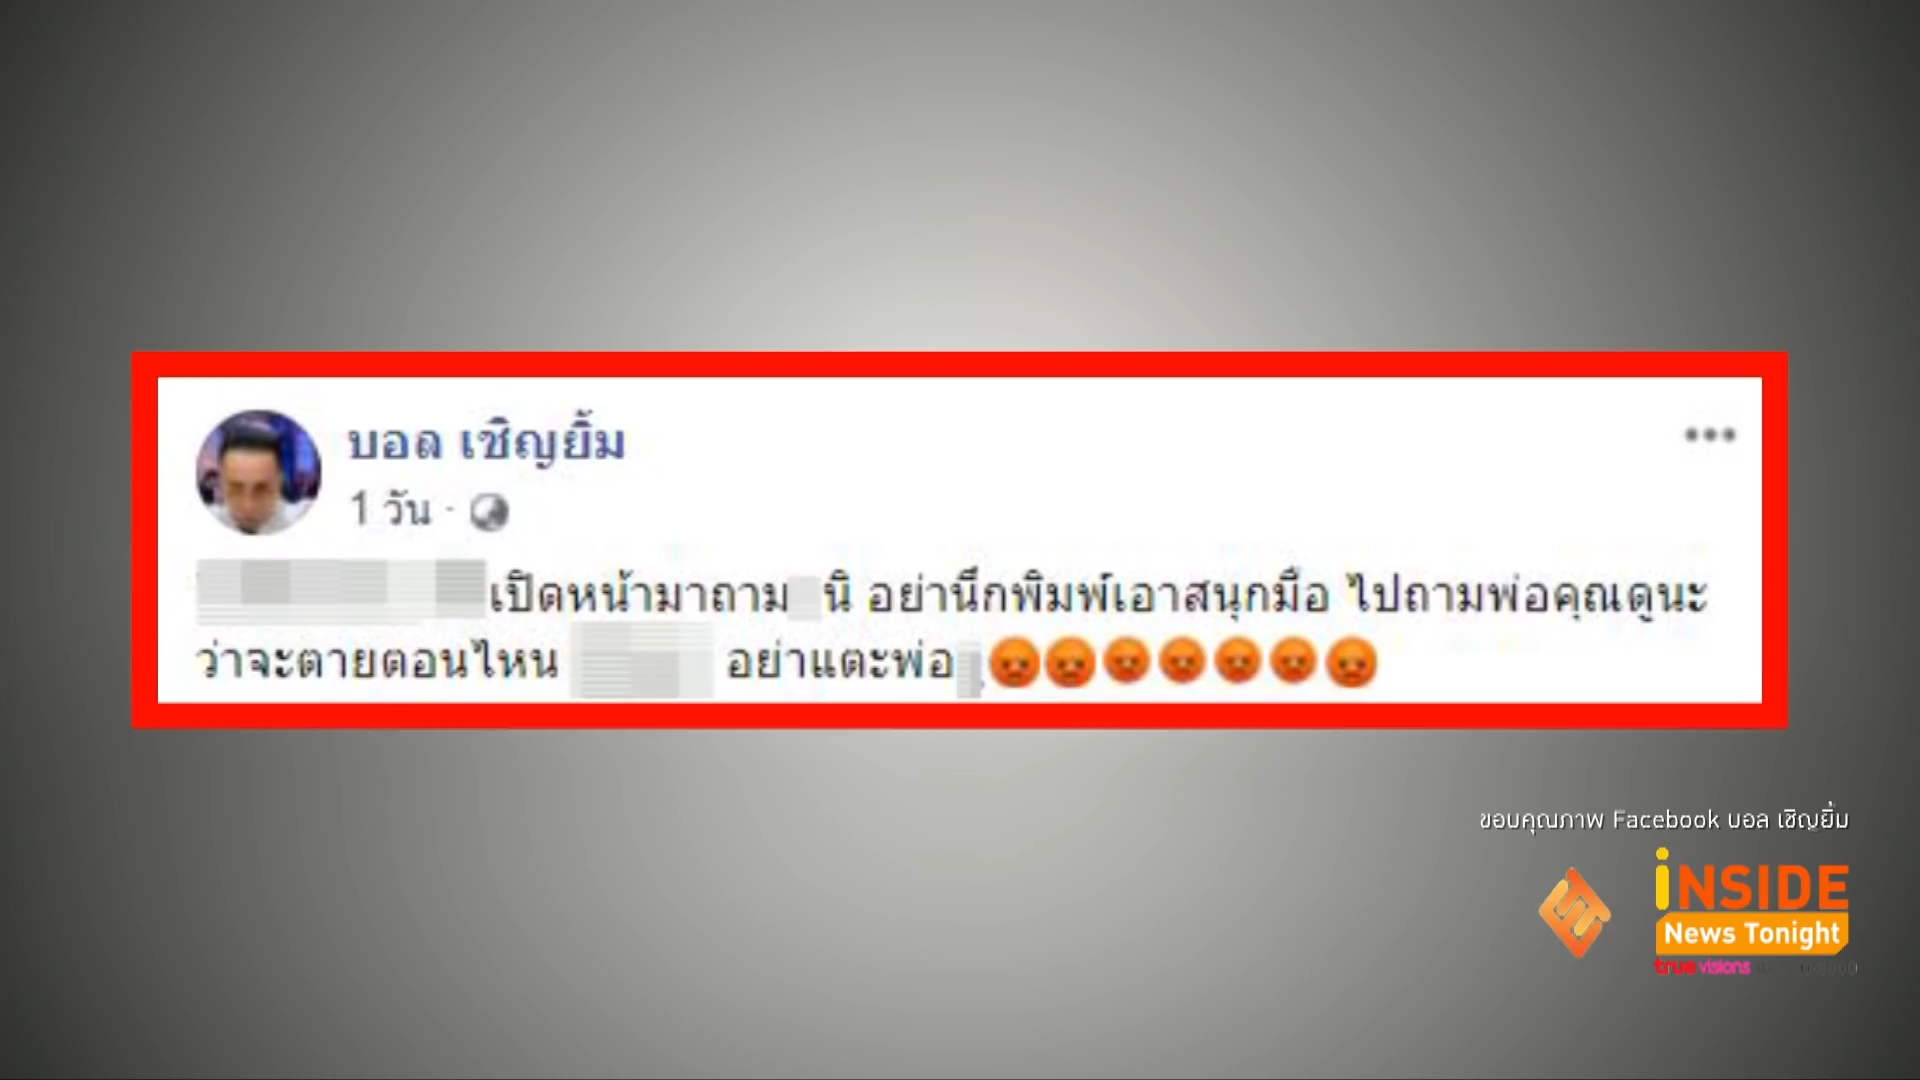 บอล เชิญยิ้ม
1 วัน ·
เปิดหน้ามาถาม นิ อย่านึกพิมพ์เอาสนุกมือ ไปถามพ่อคุณดูนะ
ว่าจะตายตอนไหน อย่าแตะพ่อ 😡😡😡😡😡😡😡
ขอบคุณภาพ Facebook บอล เชิญยิ้ม
iNSIDE
News Tonight
truevisions